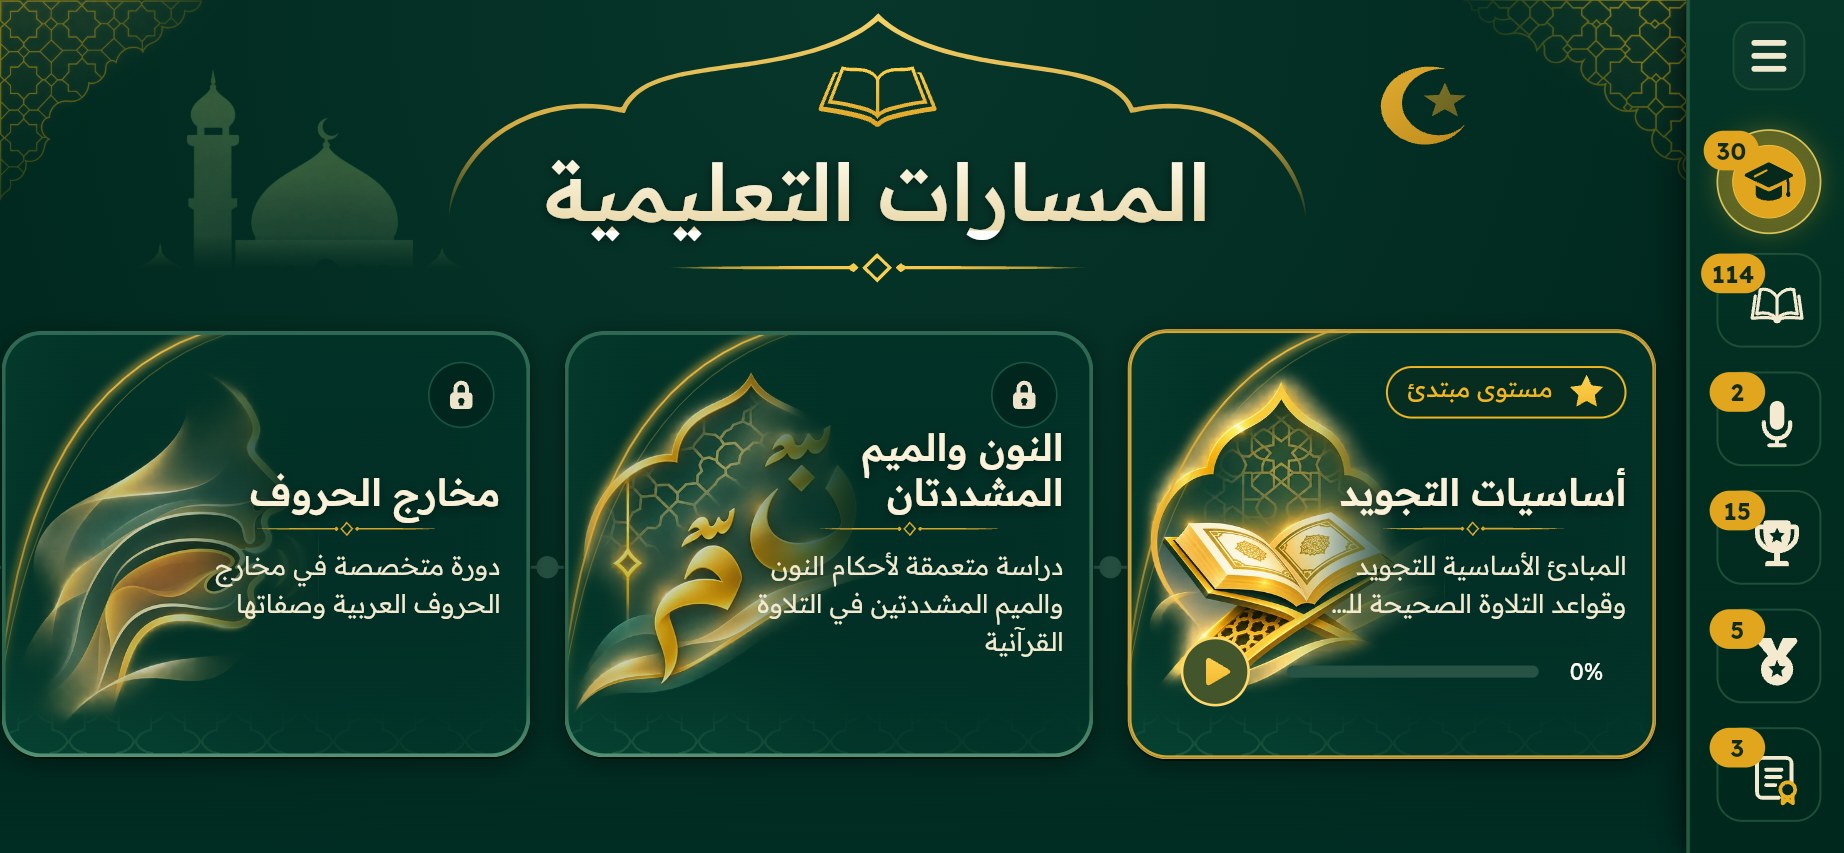 المسارات التعليمية
مستوى مبتدئ
أساسيات التجويد
المبادئ الأساسية للتجويد
وقواعد التلاوة الصحيحة للـ...
0%
النون والميم
المشددتان
دراسة متعمقة لأحكام النون
والميم المشددتين في التلاوة
القرآنية
نّ
مّ
مخارج الحروف
دورة متخصصة في مخارج
الحروف العربية وصفاتها
30
114
2
15
5
3